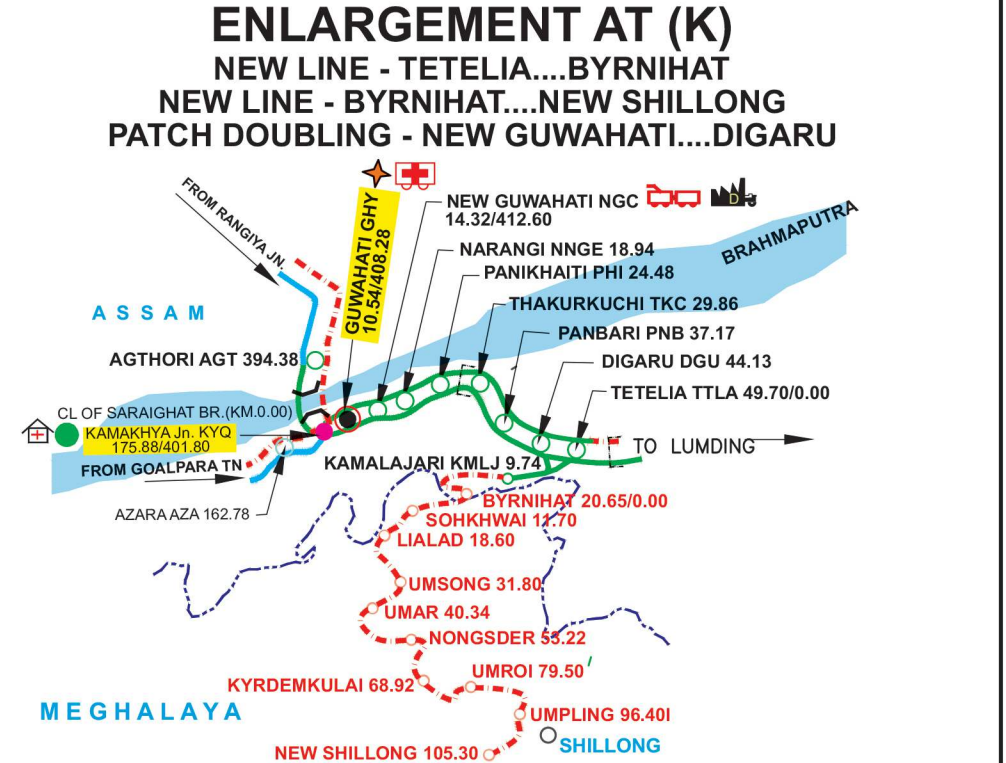 ENLARGEMENT AT (K)
NEW LINE - TETELIA....BYRNIHAT
NEW LINE - BYRNIHAT....NEW SHILLONG
PATCH DOUBLING - NEW GUWAHATI....DIGARU
FROM RANGIYA JN.
GUWAHATI GHY
10.54/408.28
NEW GUWAHATI NGC
14.32/412.60
D
BRAHMAPUTRA
NARANGI NNGE 18.94
PANIKHAITI PHI 24.48
THAKURKUCHI TKC 29.86
ASSAM
PANBARI PNB 37.17
AGTHORI AGT 394.38
DIGARU DGU 44.13
TETELIA TTLA 49.70/0.00
CL OF SARAIGHAT BR.(KM.0.00)
KAMAKHYA Jn. KYQ
175.88/401.80
TO LUMDING
FROM GOALPARA TN
KAMALAJARI KMLJ 9.74
AZARA AZA 162.78
BYRNIHAT 20.65/0.00
SOHKHWAI 11.70
LIALAD 18.60
UMSONG 31.80
UMAR 40.34
NONGSDER 55.22
UMROI 79.50
KYRDEMKULAI 68.92
MEGHALAYA
UMPLING 96.40I
SHILLONG
NEW SHILLONG 105.30